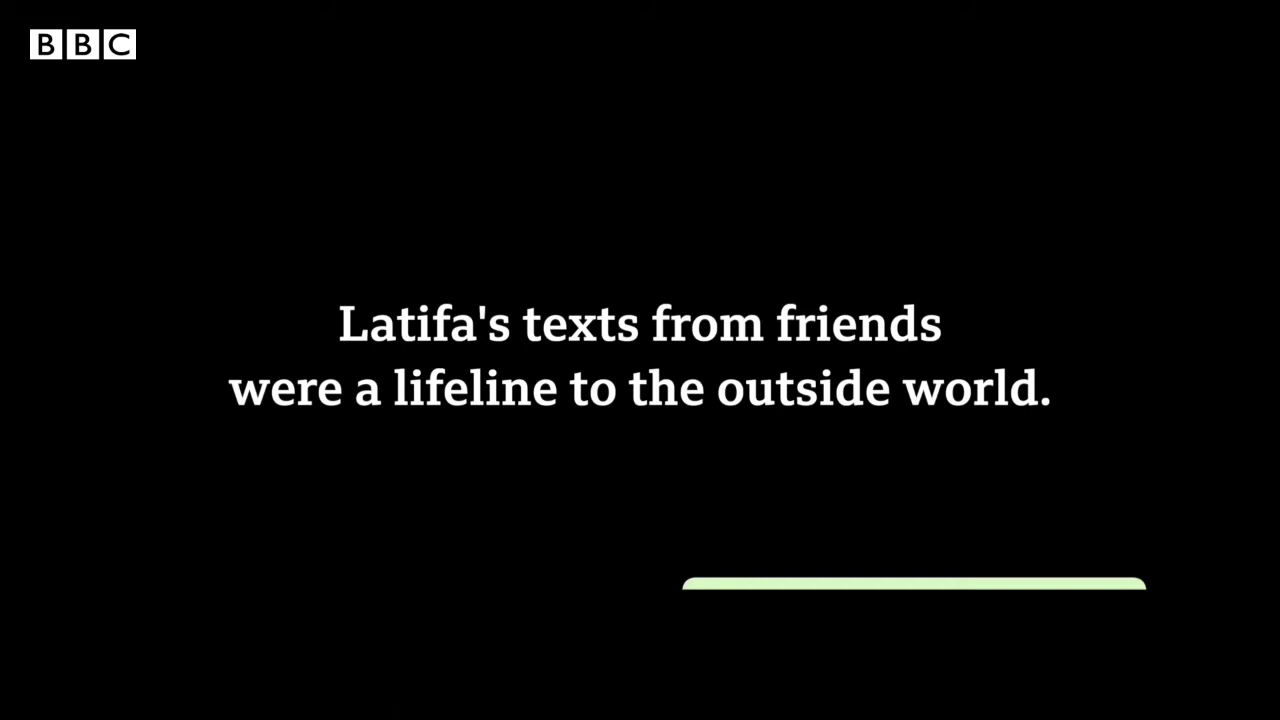 BBC
Latifa's texts from friends
were a lifeline to the outside world.